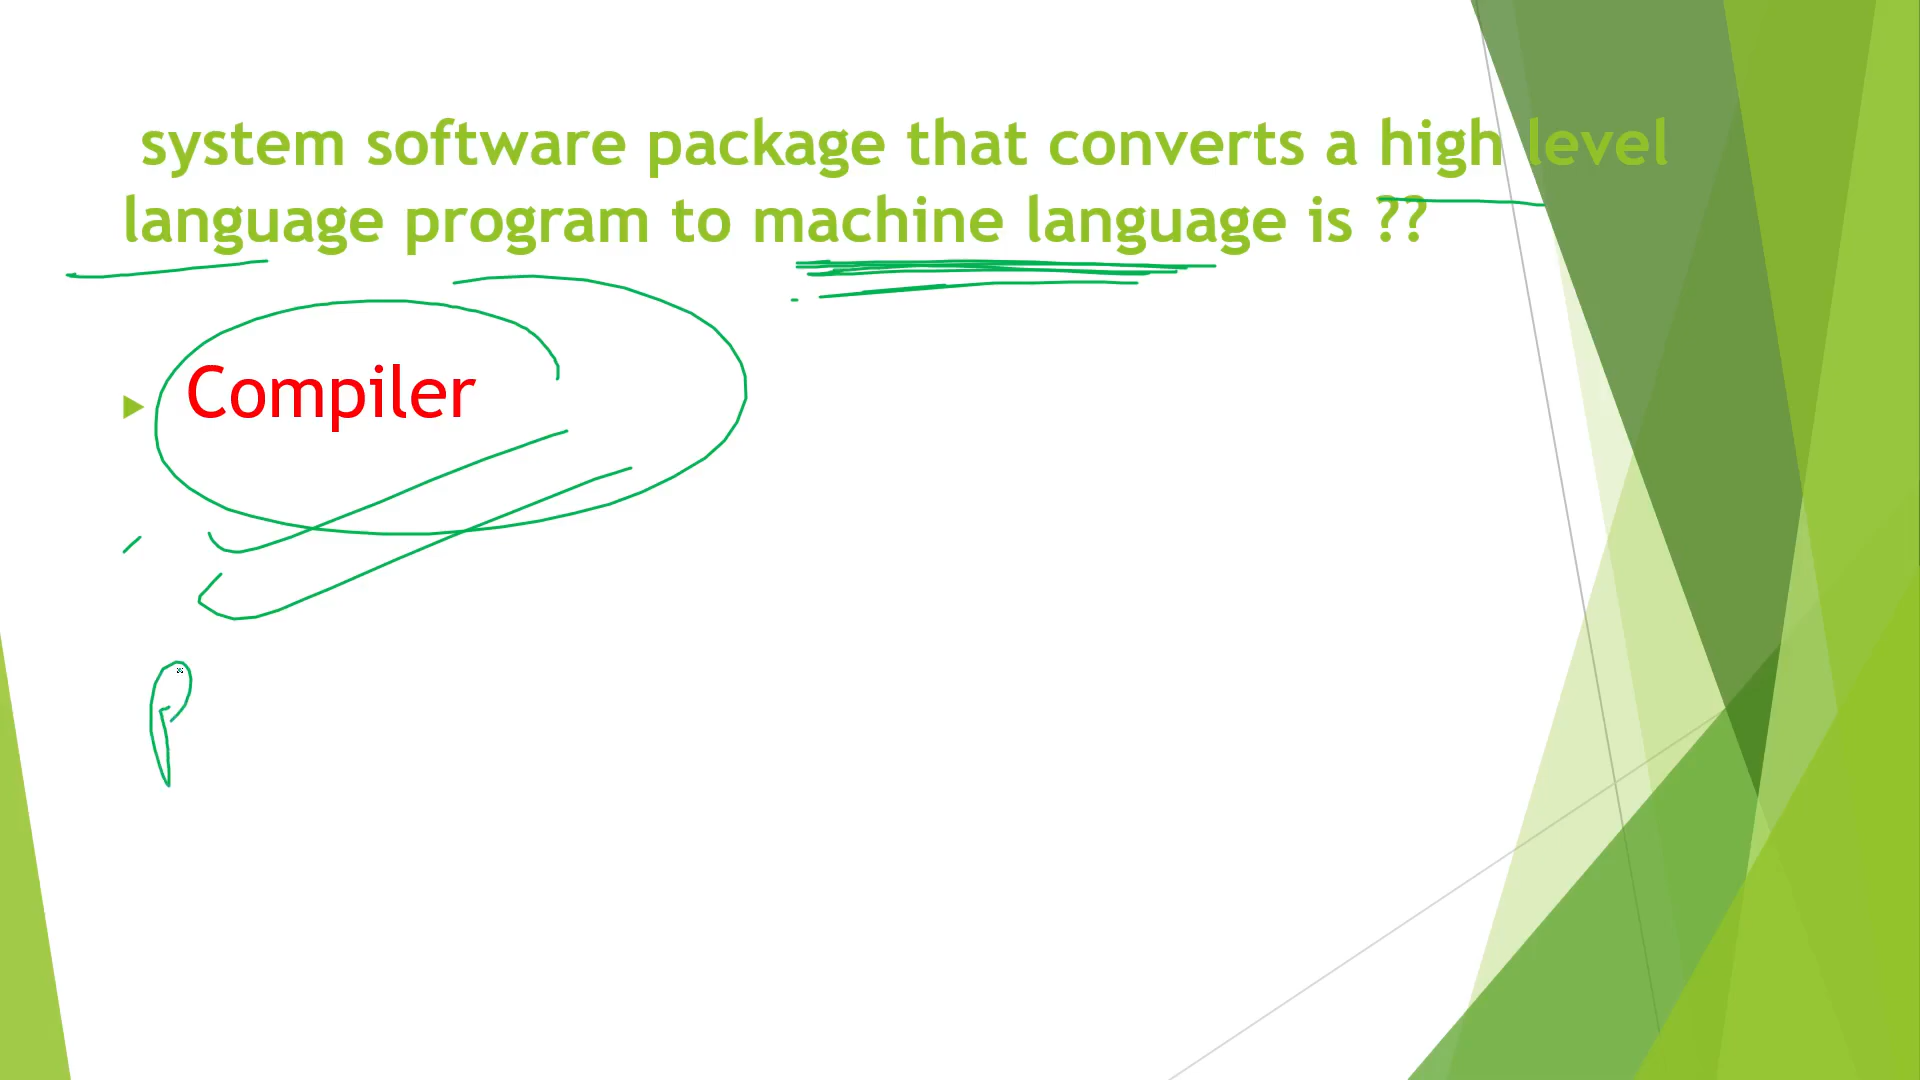 system software package that converts a high level
language program to machine language is ??
Compiler